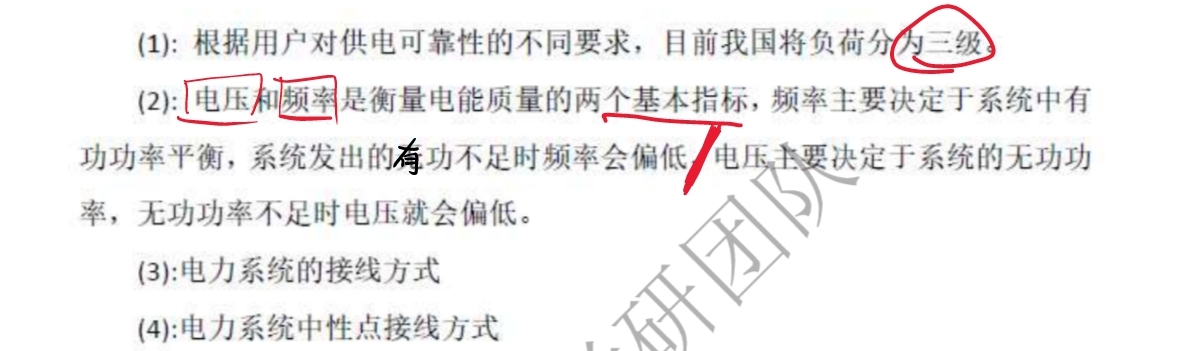 (1): 根据用户对供电可靠性的不同要求，目前我国将负荷分为三级。
(2): 电压和频率是衡量电能质量的两个基本指标，频率主要决定于系统中有
功功率平衡，系统发出的有功不足时频率会偏低，电压主要决定于系统的无功功
率，无功功率不足时电压就会偏低。
(3):电力系统的接线方式
(4):电力系统中性点接线方式
研团队